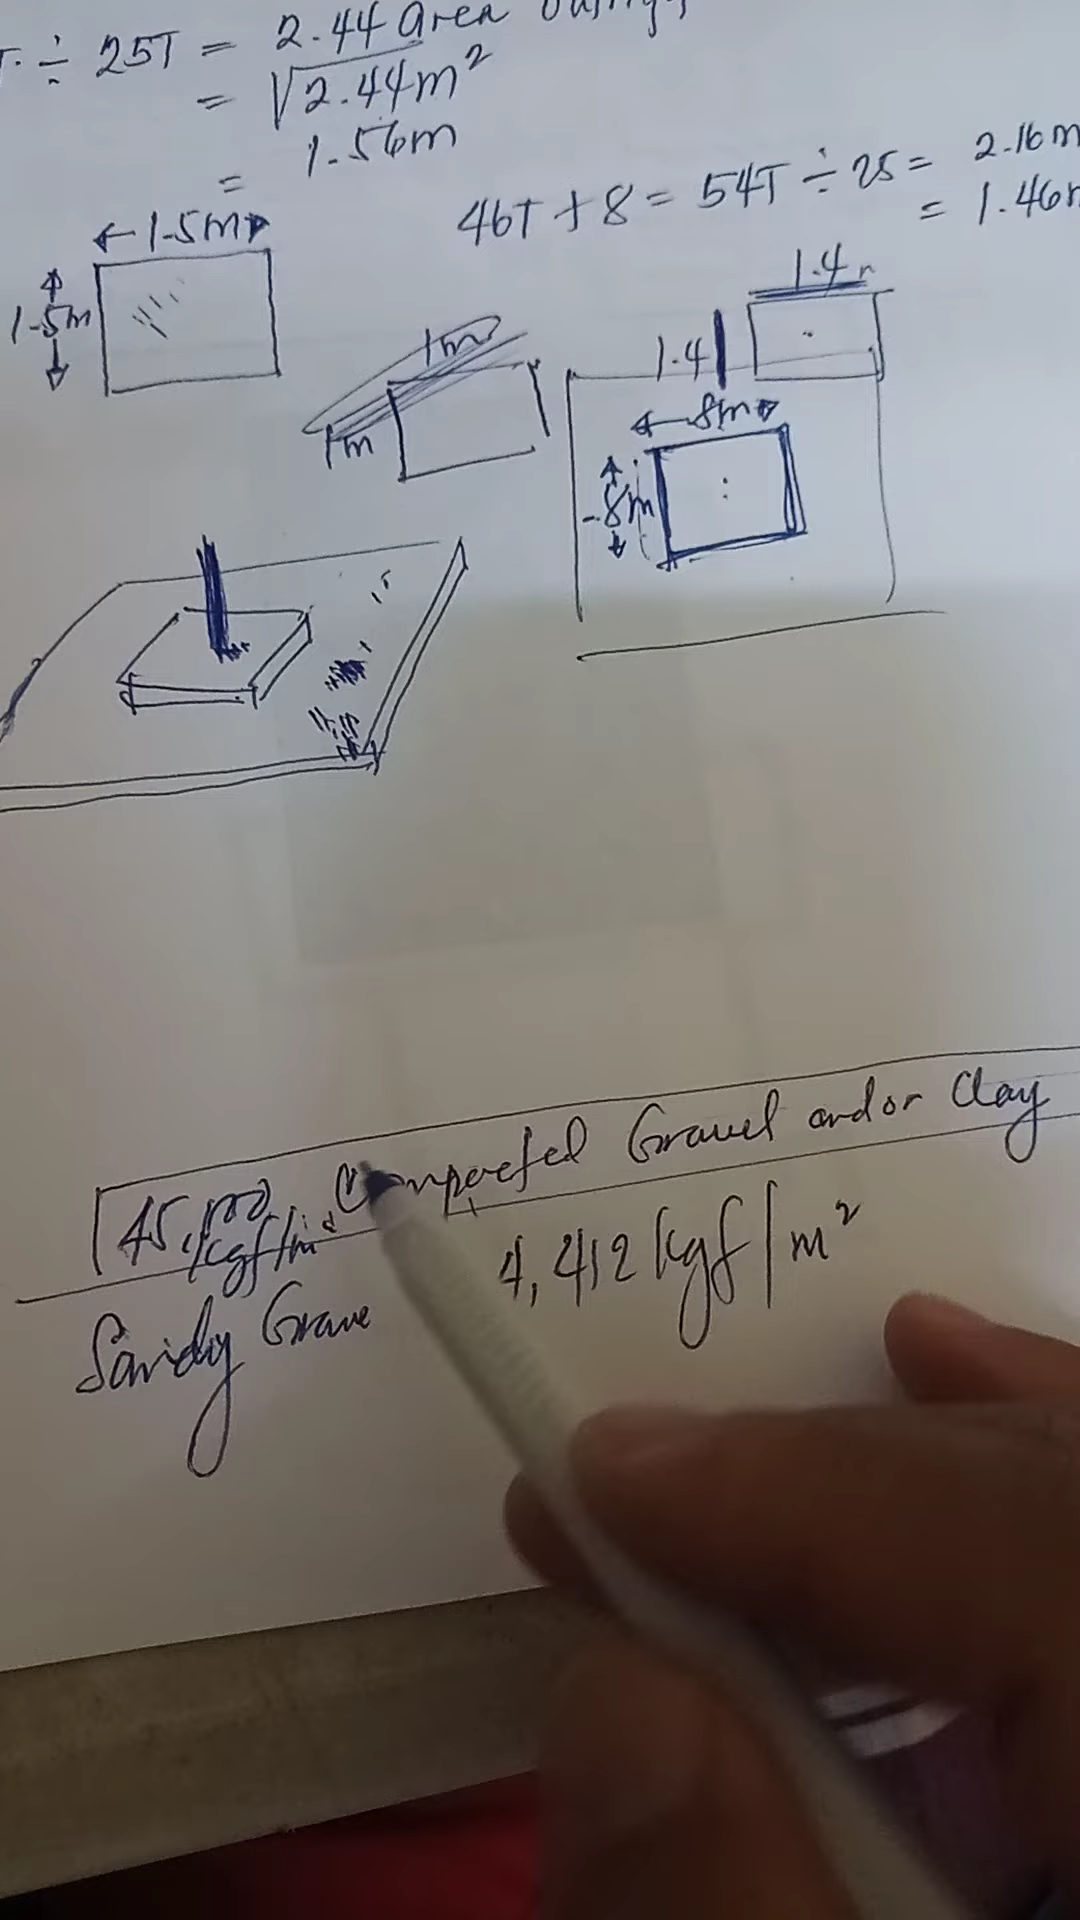 ÷ 25T = 2.44 area
= √2.44m²
= 1.56m
46T + 8 = 54T ÷ 25 = 2.16m
= 1.46
1.5m
1.5m
1m
1m
1.4
1.4
.8m
.8m
45, kgf/m² Gravel and or Clay
4,412 kgf/m²
Sandy Grave